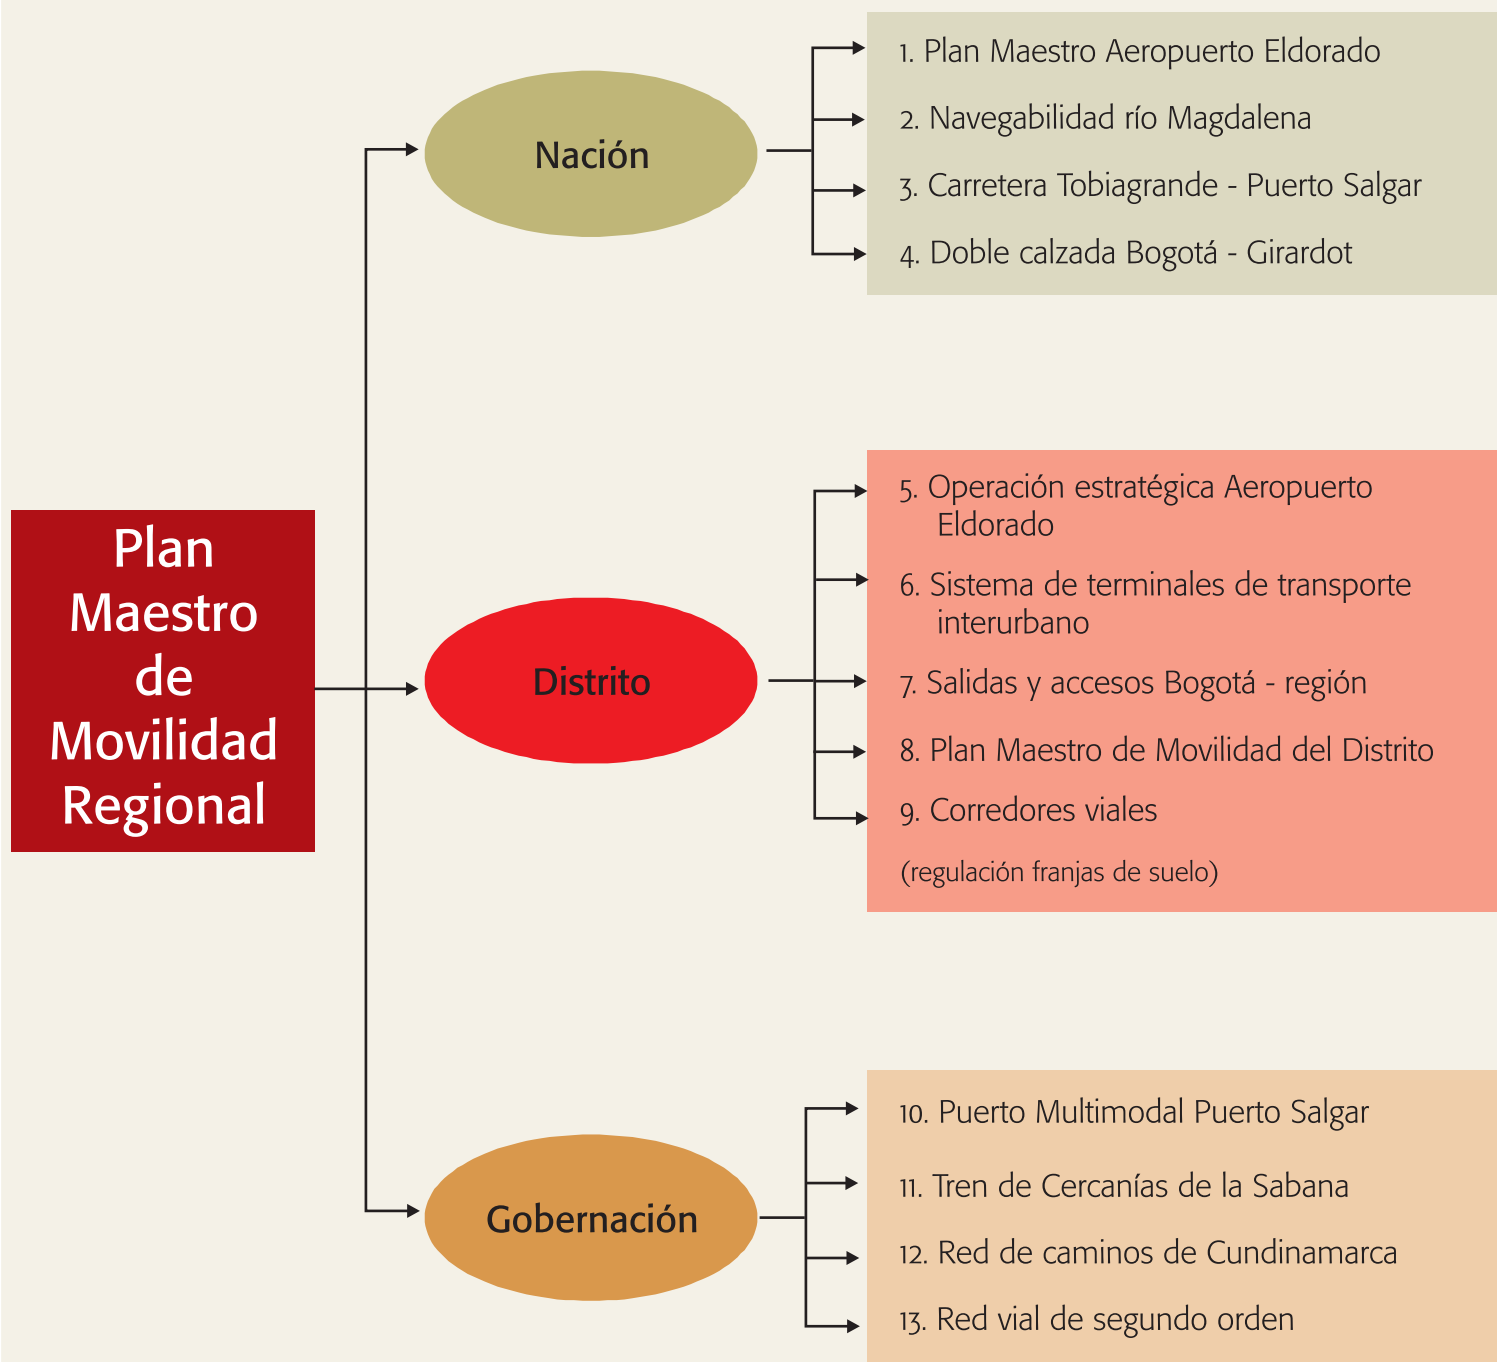 Plan
Maestro
de
Movilidad
Regional
Nación
1. Plan Maestro Aeropuerto Eldorado
2. Navegabilidad río Magdalena
3. Carretera Tobiagrande - Puerto Salgar
4. Doble calzada Bogotá - Girardot
Distrito
5. Operación estratégica Aeropuerto
Eldorado
6. Sistema de terminales de transporte
interurbano
7. Salidas y accesos Bogotá - región
8. Plan Maestro de Movilidad del Distrito
9. Corredores viales
(regulación franjas de suelo)
Gobernación
10. Puerto Multimodal Puerto Salgar
11. Tren de Cercanías de la Sabana
12. Red de caminos de Cundinamarca
13. Red vial de segundo orden